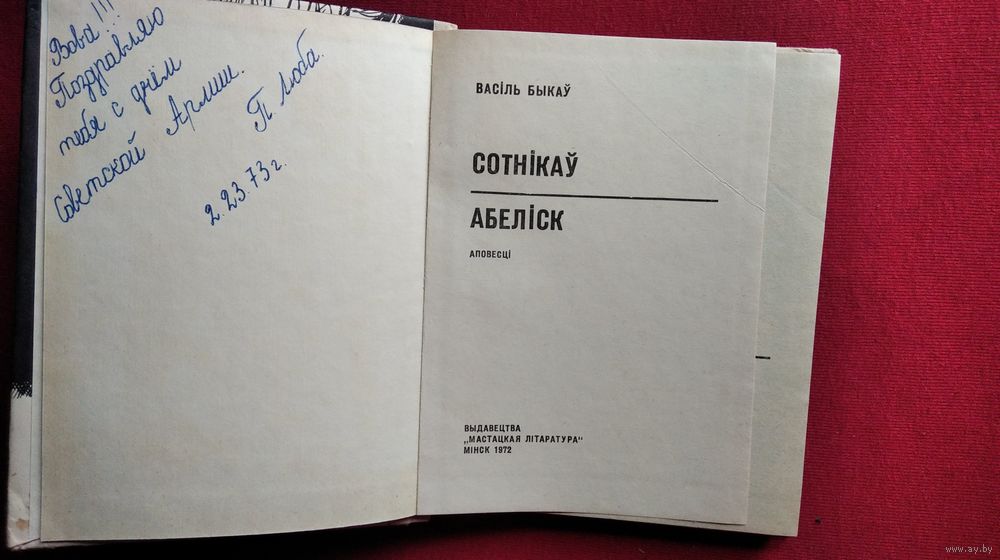 Вова!!!
Поздравляю
тебя с днём
Советской Армии.
П. Люба.
2.23.73 г.
ВАСІЛЬ БЫКАЎ
СОТНІКАЎ
АБЕЛІСК
АПОВЕСЦІ
ВЫДАВЕЦТВА
„МАСТАЦКАЯ ЛІТАРАТУРА"
МІНСК 1972
www.ay.by